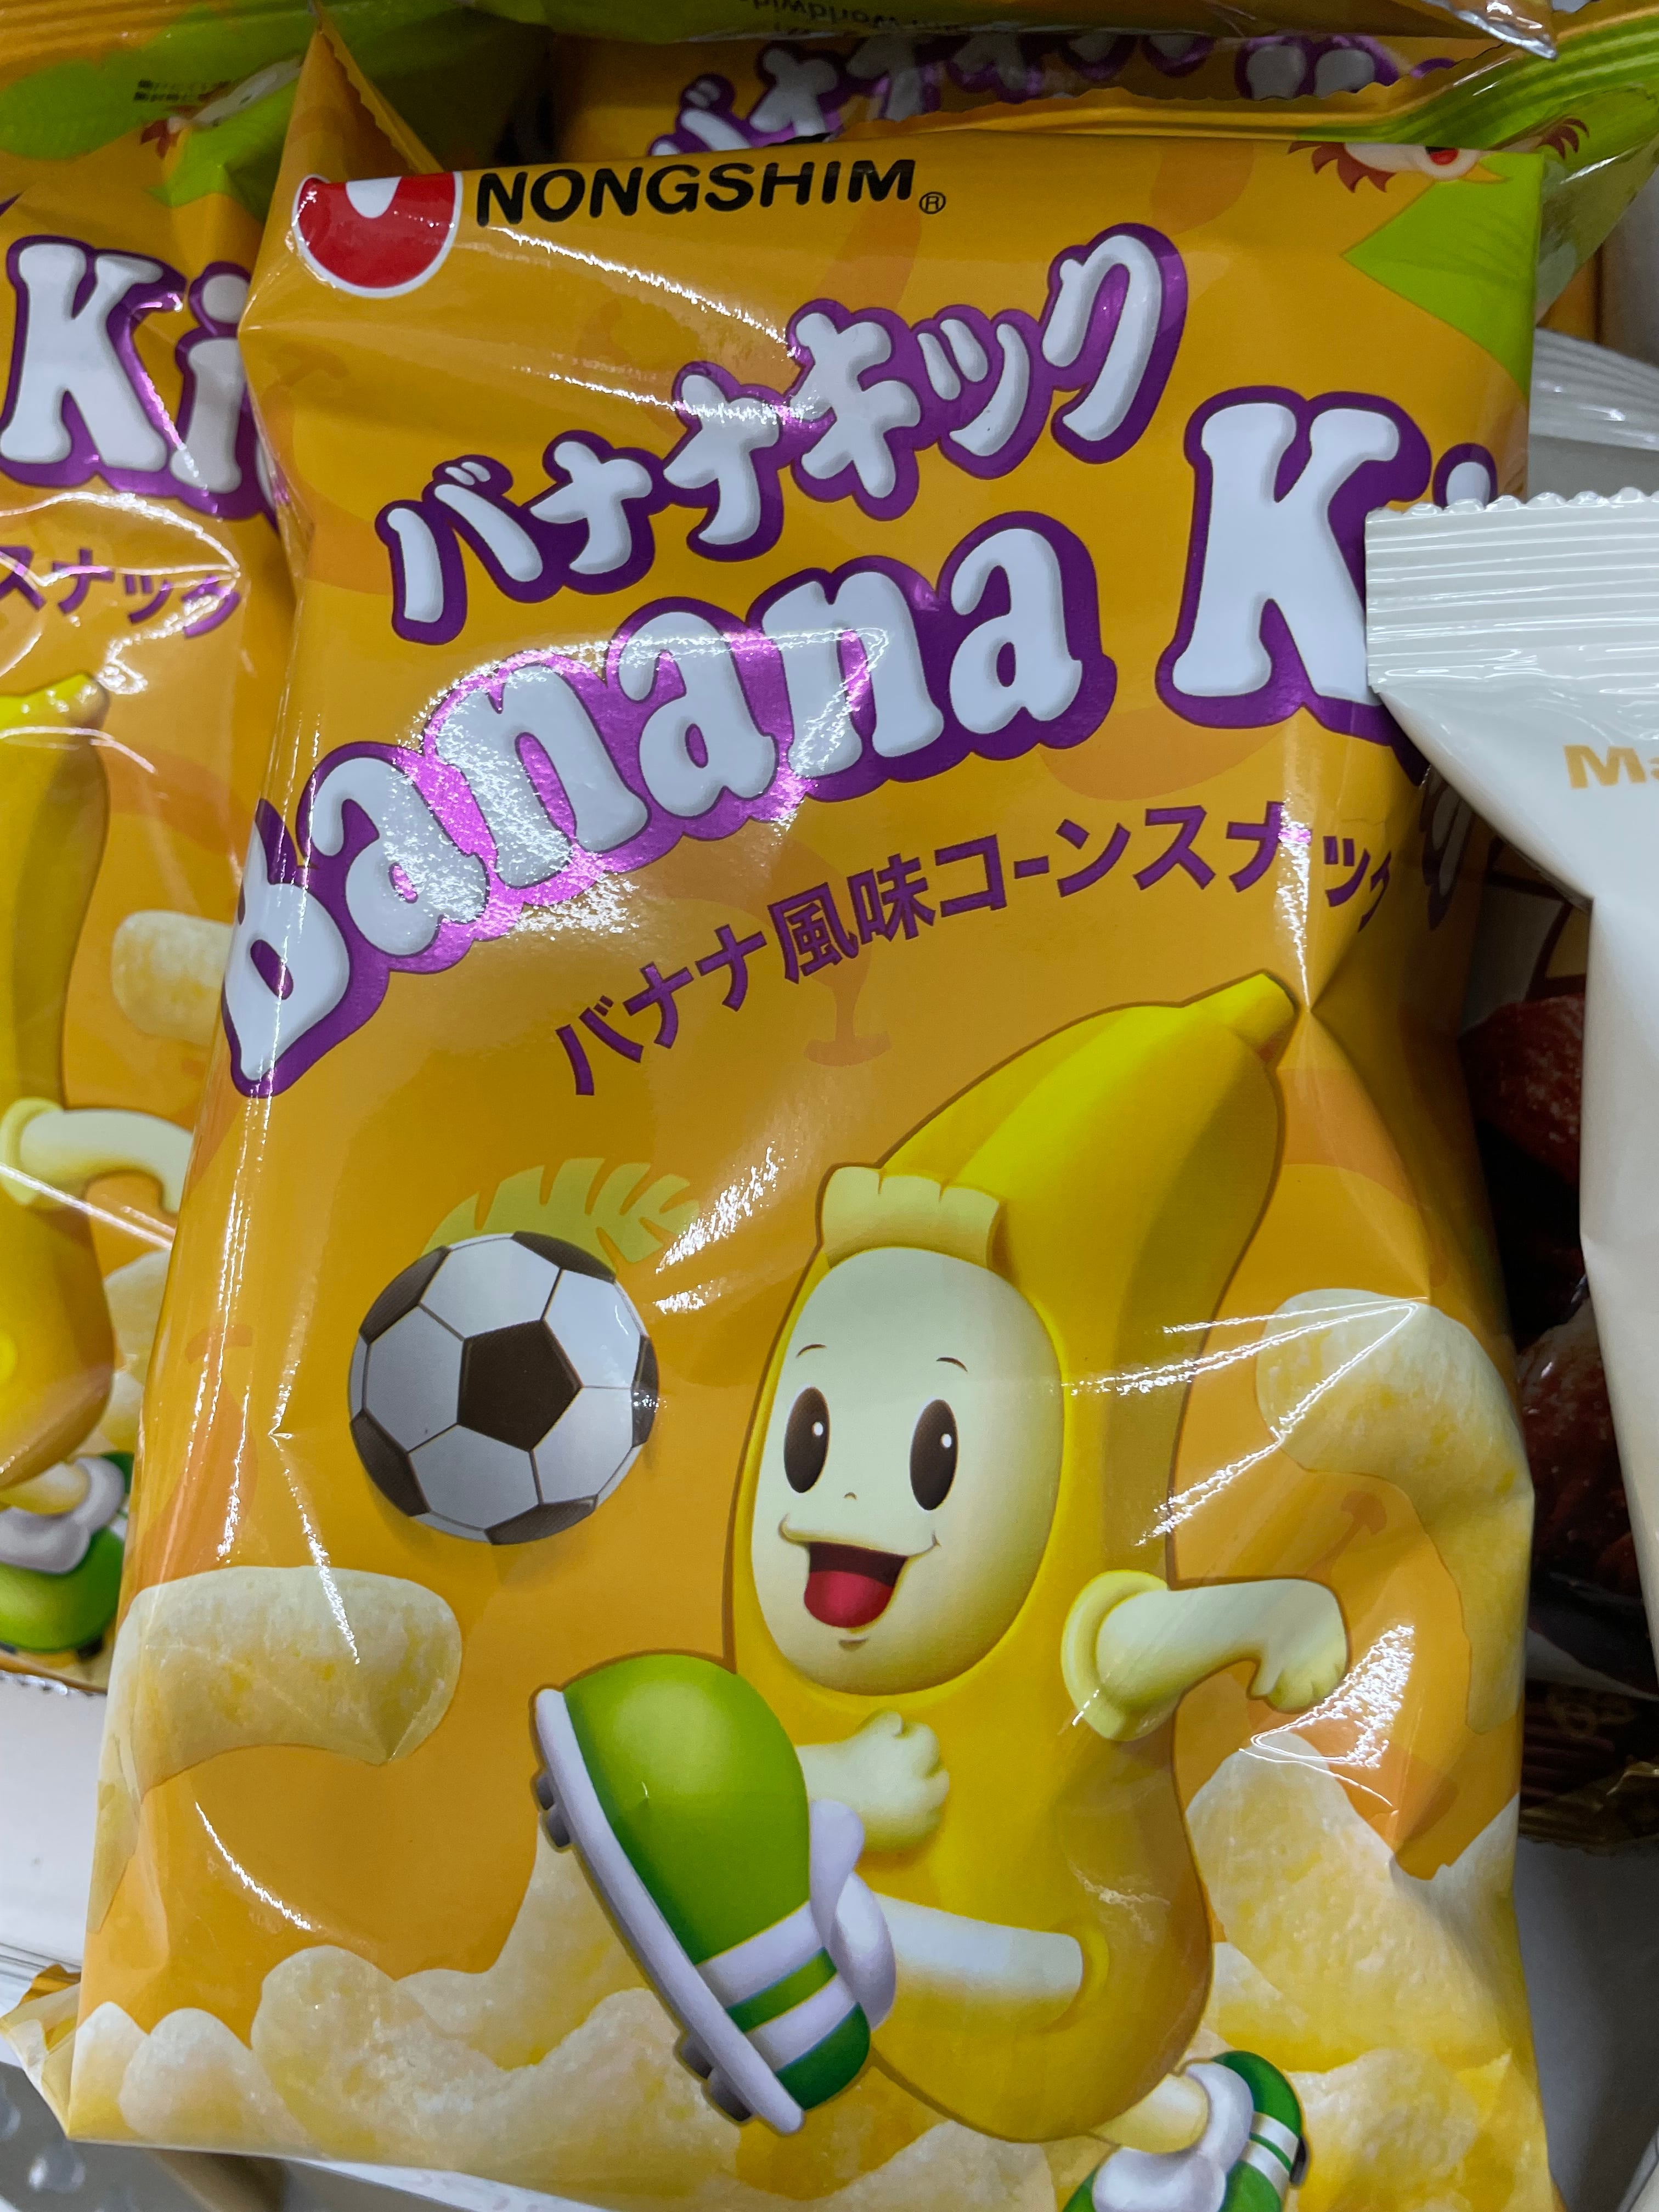 NONGSHIM®
バナナキック
Banana Ki
バナナ風味コーンスナック
Ki
スナック
Ma